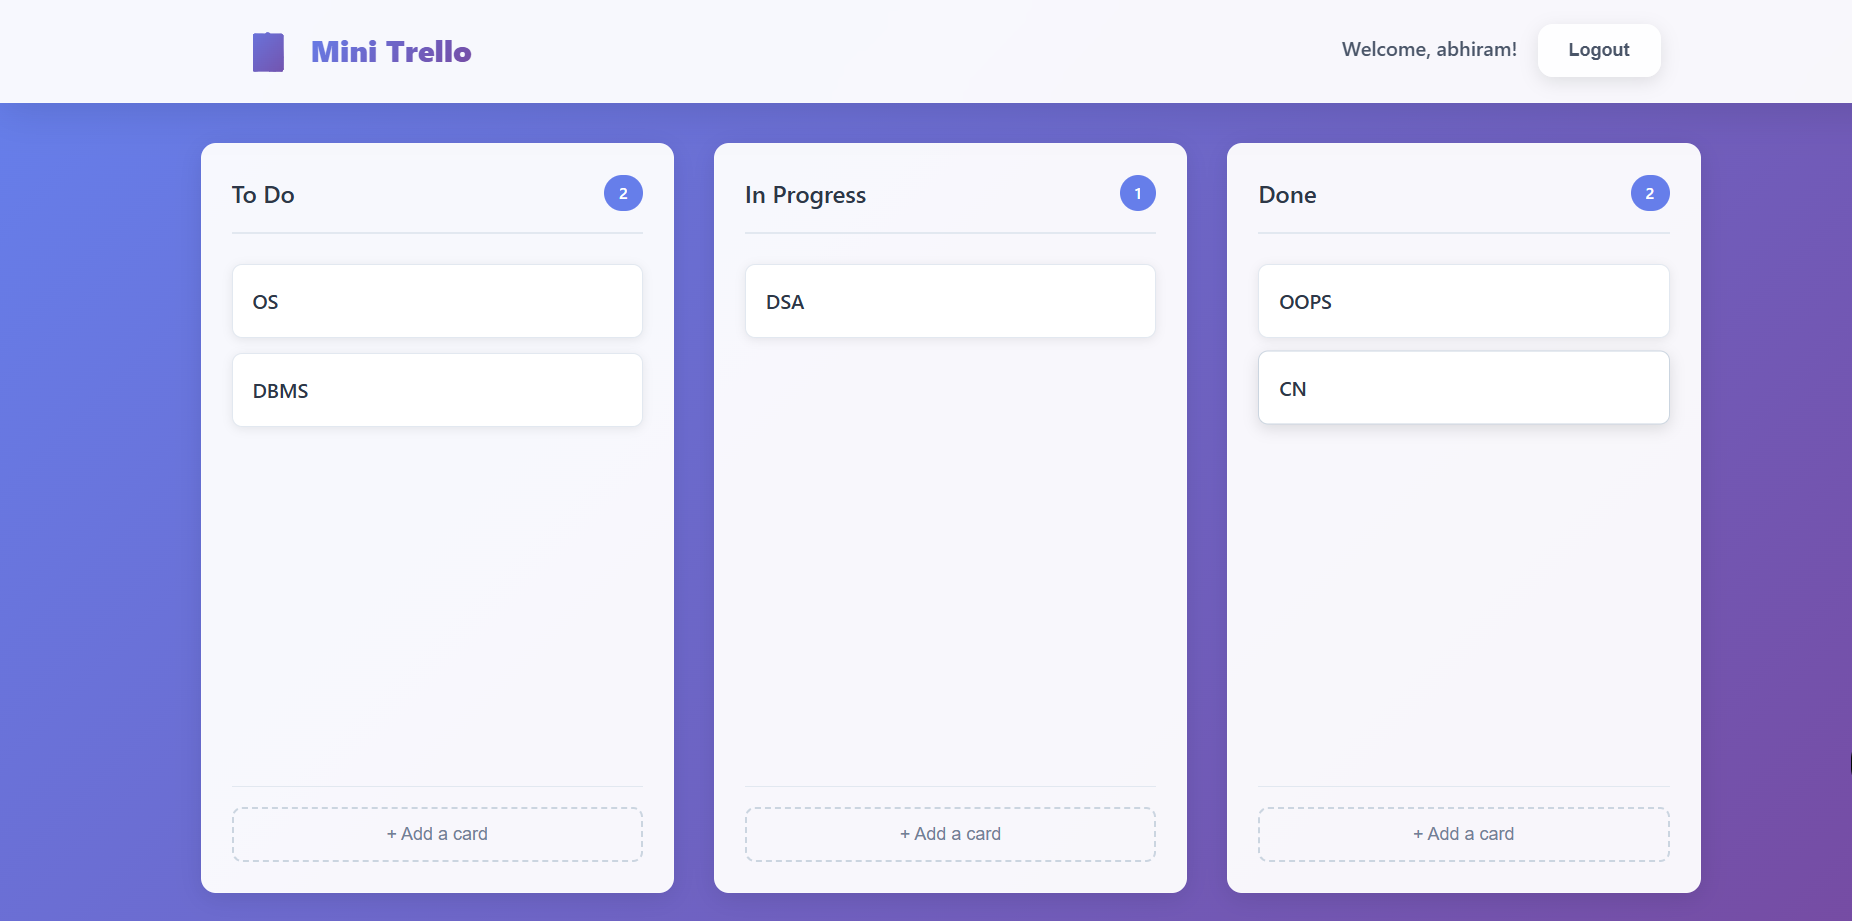 Mini Trello
Welcome, abhiram!
Logout
To Do
2
OS
DBMS
+ Add a card
In Progress
1
DSA
+ Add a card
Done
2
OOPS
CN
+ Add a card